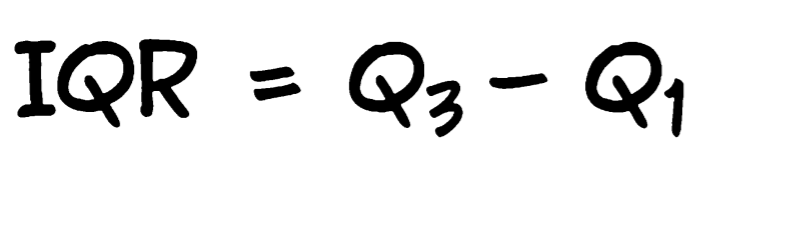 IQR = Q₃ − Q₁